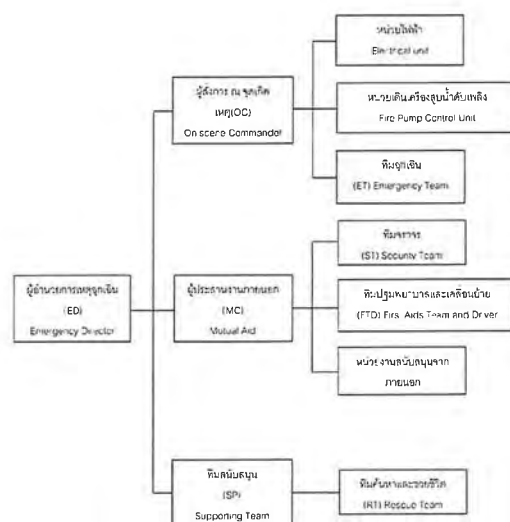 ผู้อำนวยการเหตุฉุกเฉิน
(ED)
Emergency Director
ผู้สั่งการ ณ จุดเกิด
เหตุ(OC)
On scene Commander
หน่วยไฟฟ้า
Electrical unit
หน่วยเดินเครื่องสูบน้ำดับเพลิง
Fire Pump Control Unit
ทีมฉุกเฉิน
(ET) Emergency Team
ผู้ประสานงานภายนอก
(MC)
Mutual Aid
ทีมจราจร
(ST) Security Team
ทีมปฐมพยาบาลและเคลื่อนย้าย
(FTD) First Aids Team and Driver
หน่วยงานสนับสนุนจาก
ภายนอก
ทีมสนับสนุน
(SP)
Supporting Team
ทีมค้นหาและช่วยชีวิต
(RT) Rescue Team